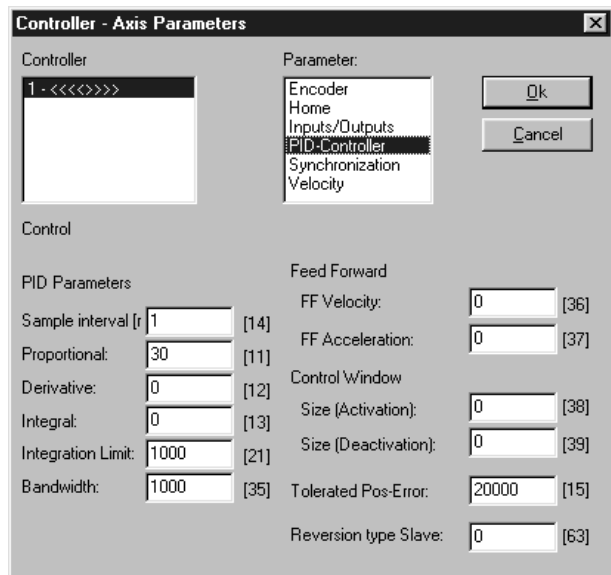 Controller - Axis Parameters
Controller
1 - <<<<>>>>
Parameter:
Encoder
Home
Inputs/Outputs
PID-Controller
Synchronization
Velocity
Ok
Cancel
Control
PID Parameters
Sample interval [r 1 [14]
Proportional: 30 [11]
Derivative: 0 [12]
Integral: 0 [13]
Integration Limit: 1000 [21]
Bandwidth: 1000 [35]
Feed Forward
FF Velocity: 0 [36]
FF Acceleration: 0 [37]
Control Window
Size (Activation): 0 [38]
Size (Deactivation): 0 [39]
Tolerated Pos-Error: 20000 [15]
Reversion type Slave: 0 [63]